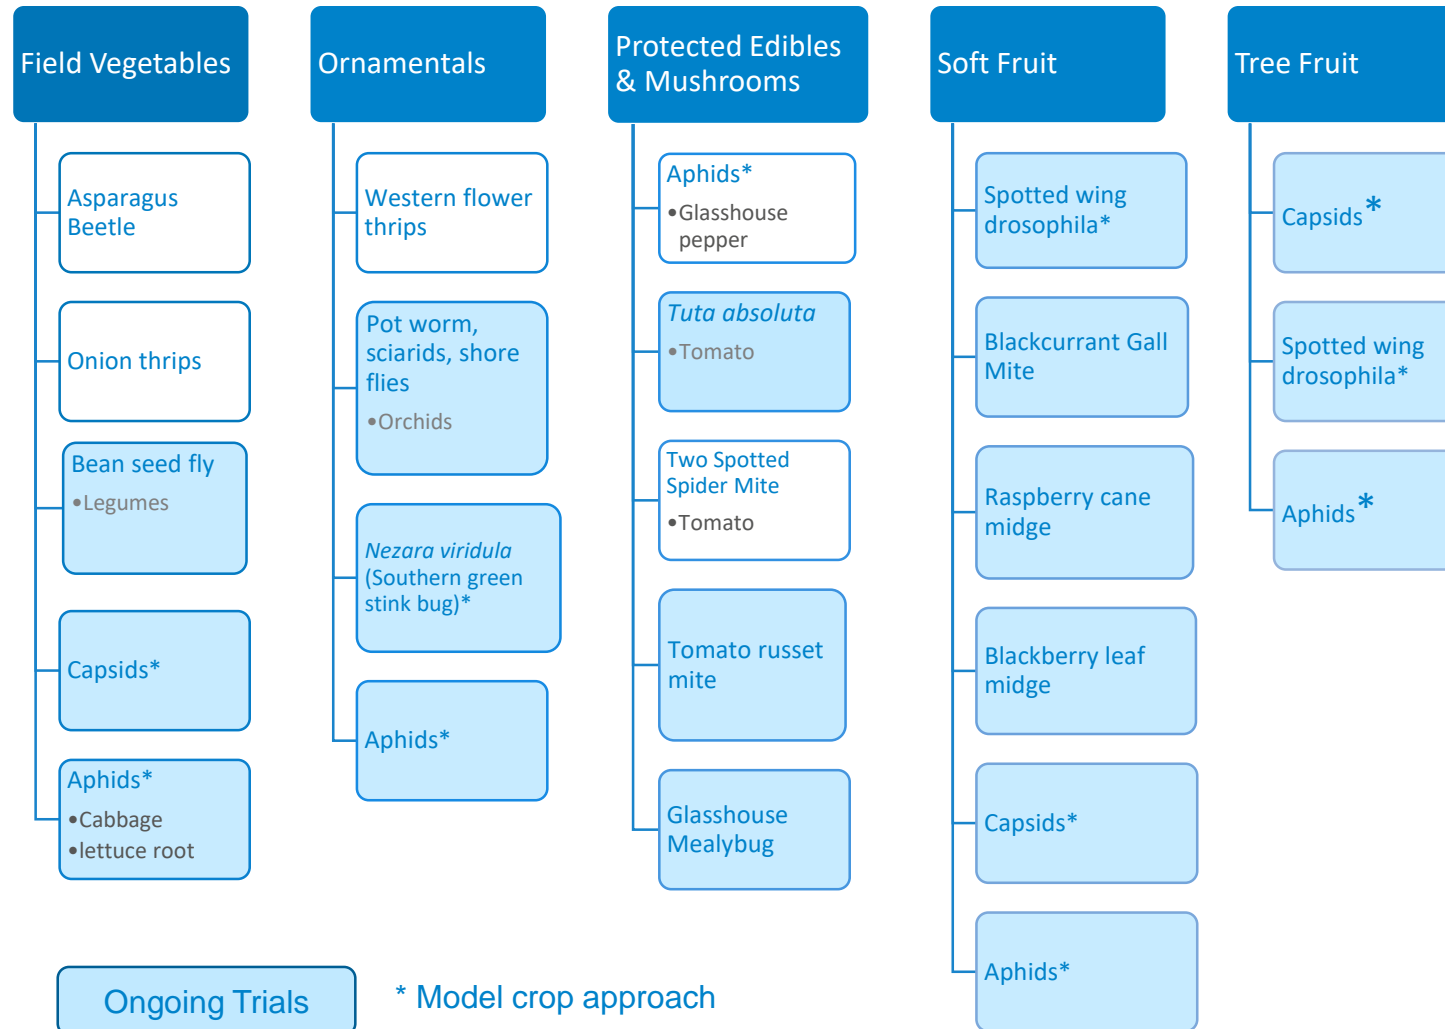 Field Vegetables
Asparagus
Beetle
Onion thrips
Bean seed fly
•Legumes
Capsids*
Aphids*
•Cabbage
•lettuce root
Ornamentals
Western flower
thrips
Pot worm,
sciarids, shore
flies
•Orchids
Nezara viridula
(Southern green
stink bug)*
Aphids*
Protected Edibles
& Mushrooms
Aphids*
•Glasshouse
pepper
Tuta absoluta
•Tomato
Two Spotted
Spider Mite
•Tomato
Tomato russet
mite
Glasshouse
Mealybug
Soft Fruit
Spotted wing
drosophila*
Blackcurrant Gall
Mite
Raspberry cane
midge
Blackberry leaf
midge
Capsids*
Aphids*
Tree Fruit
Capsids*
Spotted wing
drosophila*
Aphids*
Ongoing Trials
* Model crop approach